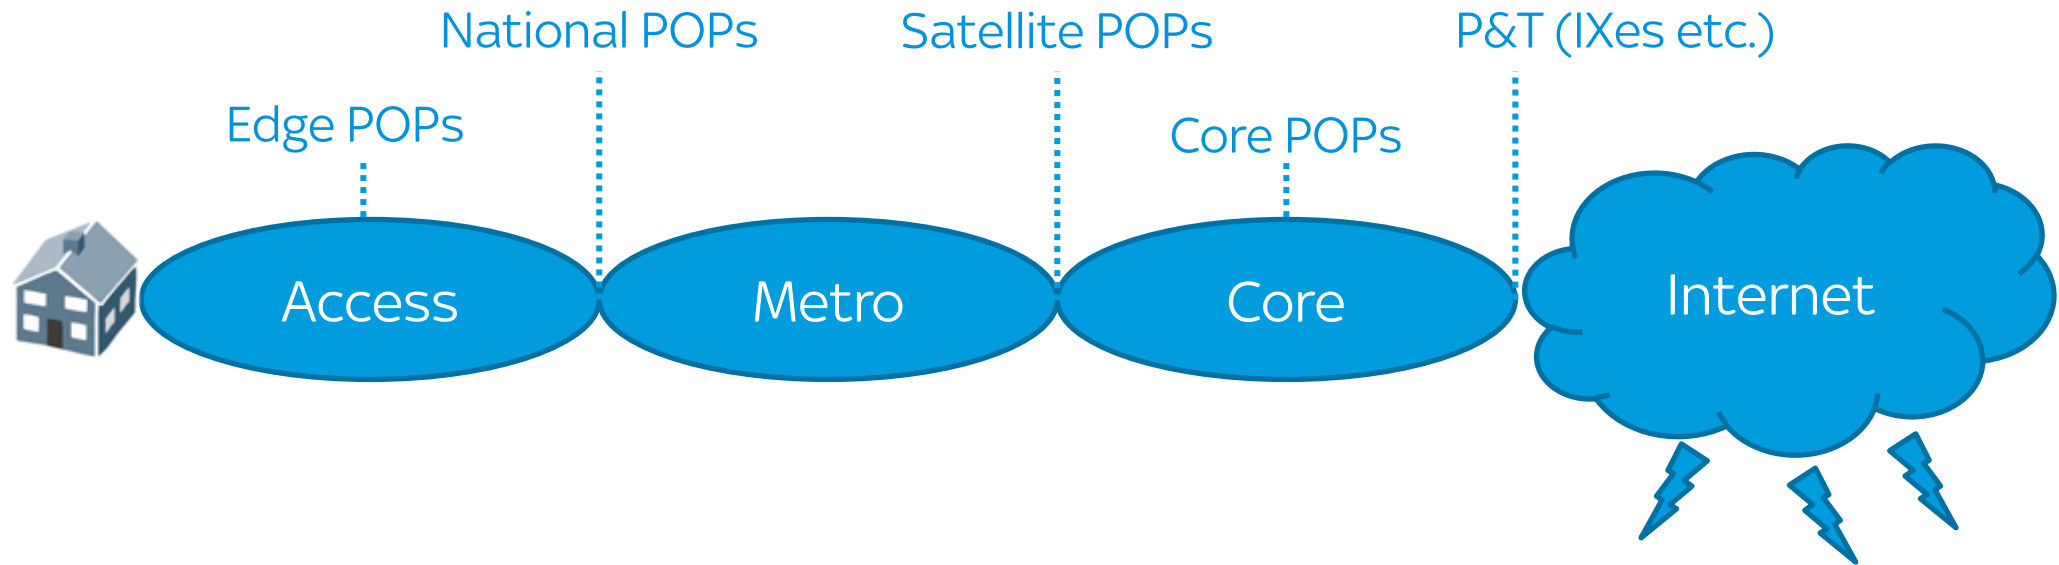 National POPs
Satellite POPs
P&T (IXes etc.)
Edge POPs
Core POPs
Access
Metro
Core
Internet